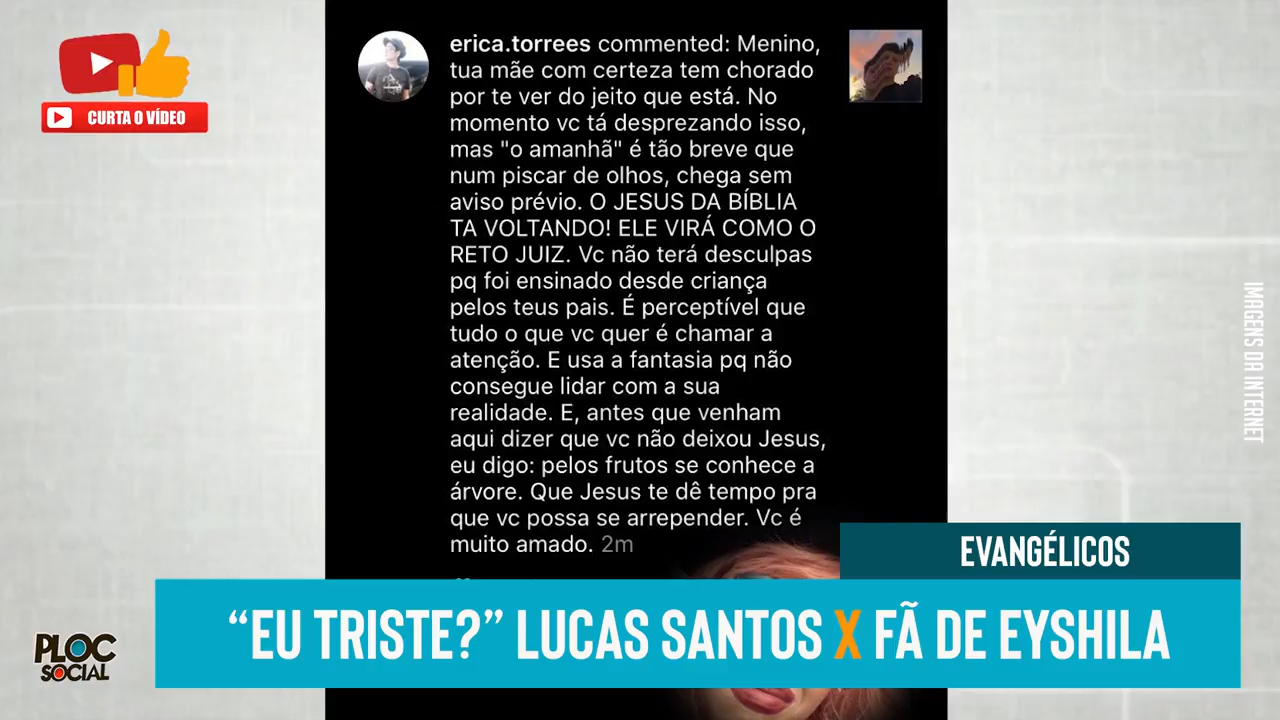 CURTA O VÍDEO
erica.torrees commented: Menino,
tua mãe com certeza tem chorado
por te ver do jeito que está. No
momento vc tá desprezando isso,
mas "o amanhã" é tão breve que
num piscar de olhos, chega sem
aviso prévio. O JESUS DA BÍBLIA
TA VOLTANDO! ELE VIRÁ COMO O
RETO JUIZ. Vc não terá desculpas
pq foi ensinado desde criança
pelos teus pais. É perceptível que
tudo o que vc quer é chamar a
atenção. E usa a fantasia pq não
consegue lidar com a sua
realidade. E, antes que venham
aqui dizer que vc não deixou Jesus,
eu digo: pelos frutos se conhece a
árvore. Que Jesus te dê tempo pra
que vc possa se arrepender. Vc é
muito amado. 2m
IMAGENS DA INTERNET
EVANGÉLICOS
“EU TRISTE?” LUCAS SANTOS X FÃ DE EYSHILA
PLOC
SOCIAL